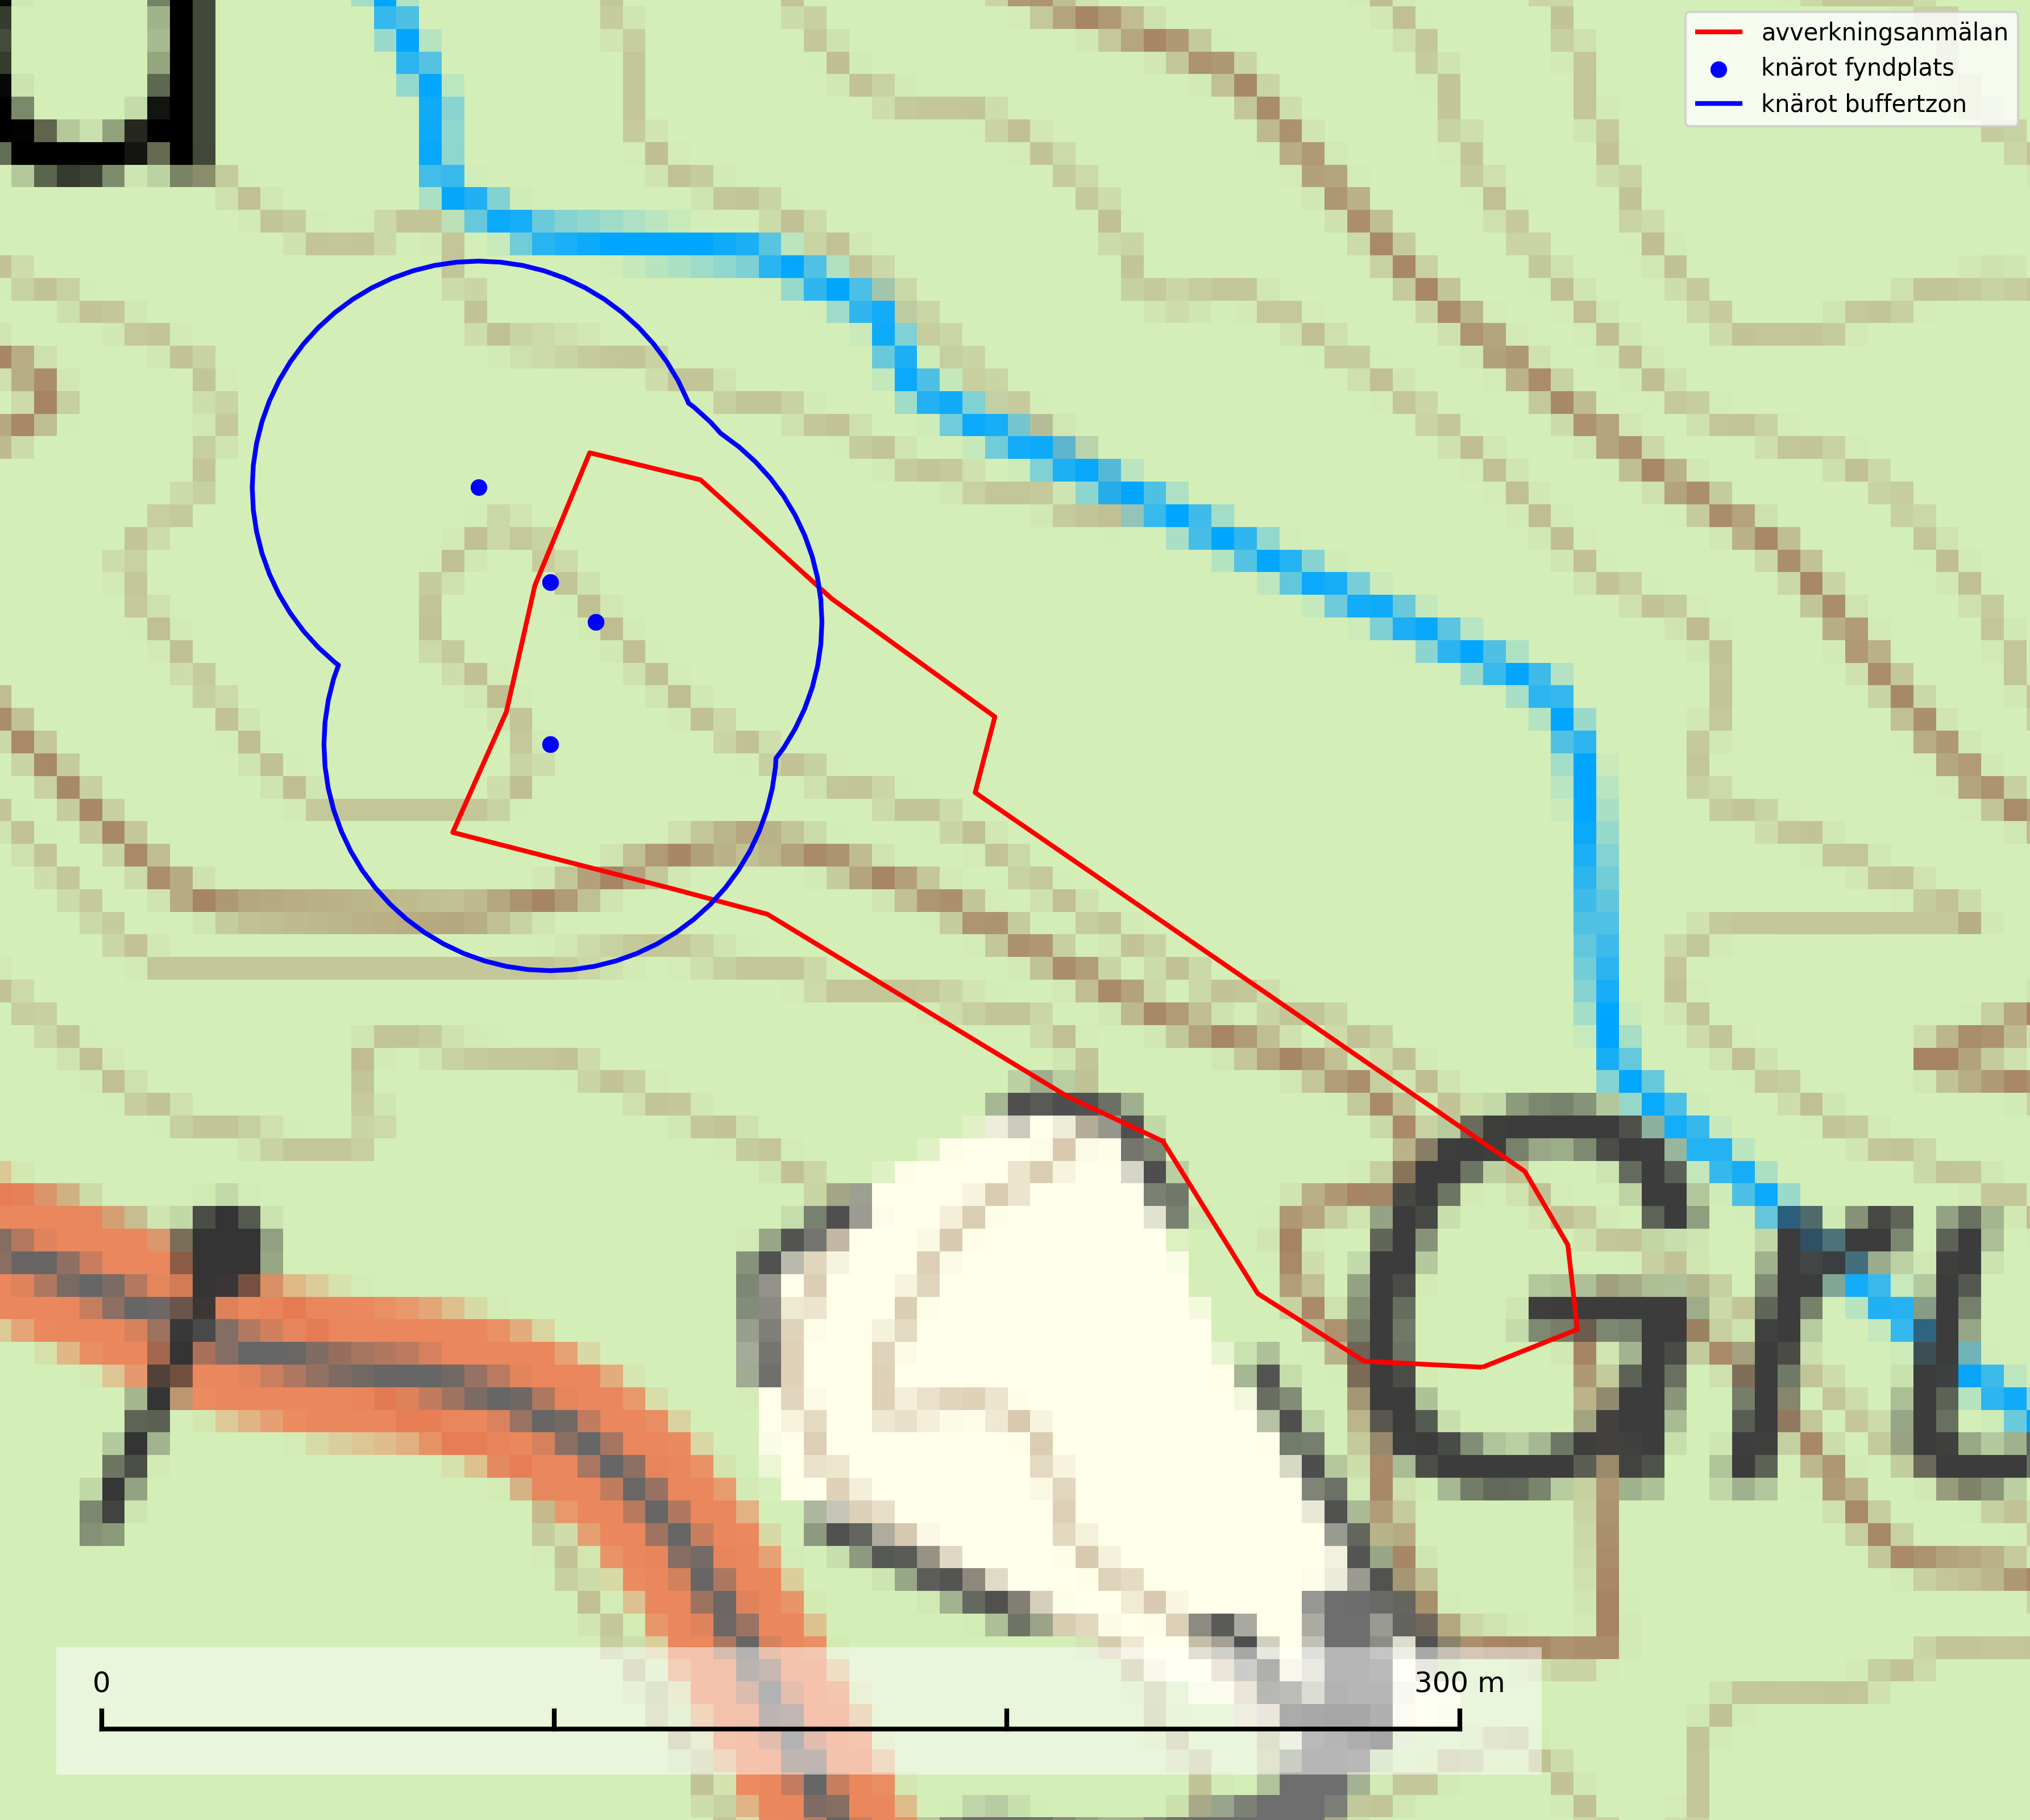 avverkningsanmälan
knärot fyndplats
knärot buffertzon
0 300 m